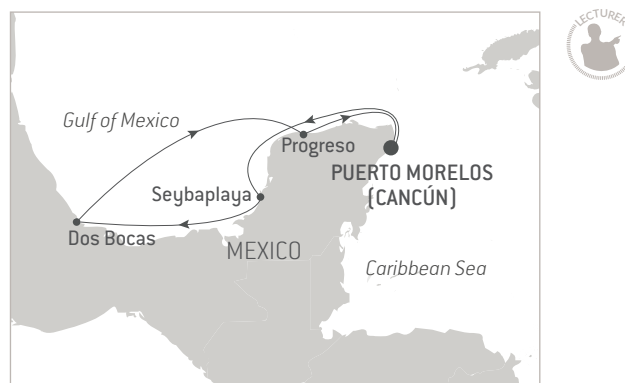 LECTURER
Gulf of Mexico
Progreso
PUERTO MORELOS
(CANCÚN)
Seybaplaya
Dos Bocas
MEXICO
Caribbean Sea